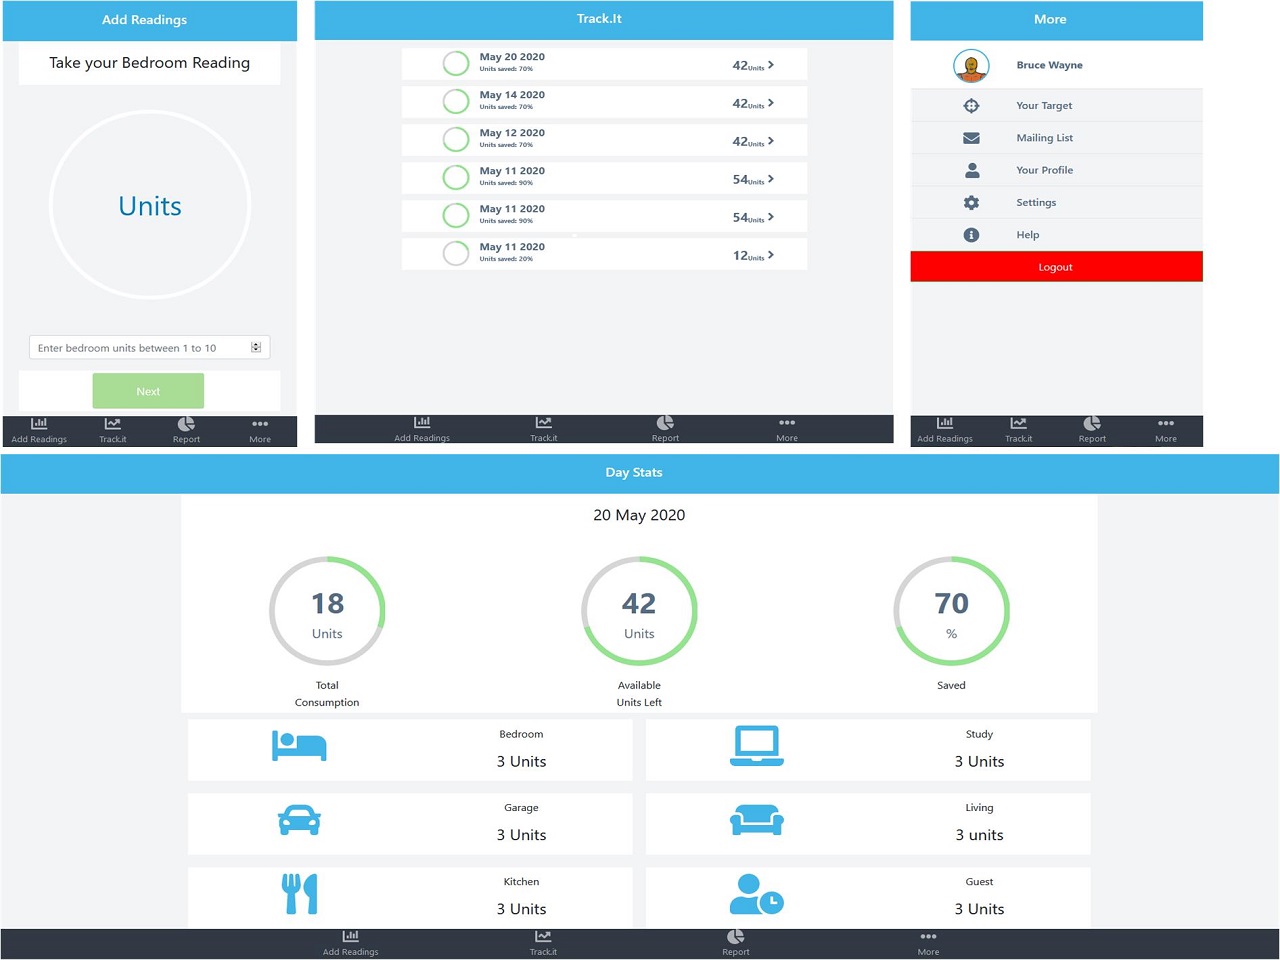 Add Readings
Take your Bedroom Reading
Units
Enter bedroom units between 1 to 10
Next
Add Readings
Track.it
Report
More
Track.It
May 20 2020
Units saved: 70%
42Units
May 14 2020
Units saved: 70%
42Units
May 12 2020
Units saved: 70%
42Units
May 11 2020
Units saved: 90%
54Units
May 11 2020
Units saved: 90%
54Units
May 11 2020
Units saved: 20%
12Units
Add Readings
Track.it
Report
More
More
Bruce Wayne
Your Target
Mailing List
Your Profile
Settings
Help
Logout
Add Readings
Track.it
Report
More
Day Stats
20 May 2020
18
Units
Total
Consumption
42
Units
Available
Units Left
70
%
Saved
Bedroom
3 Units
Study
3 Units
Garage
3 Units
Living
3 units
Kitchen
3 Units
Guest
3 Units
Add Readings
Track.it
Report
More